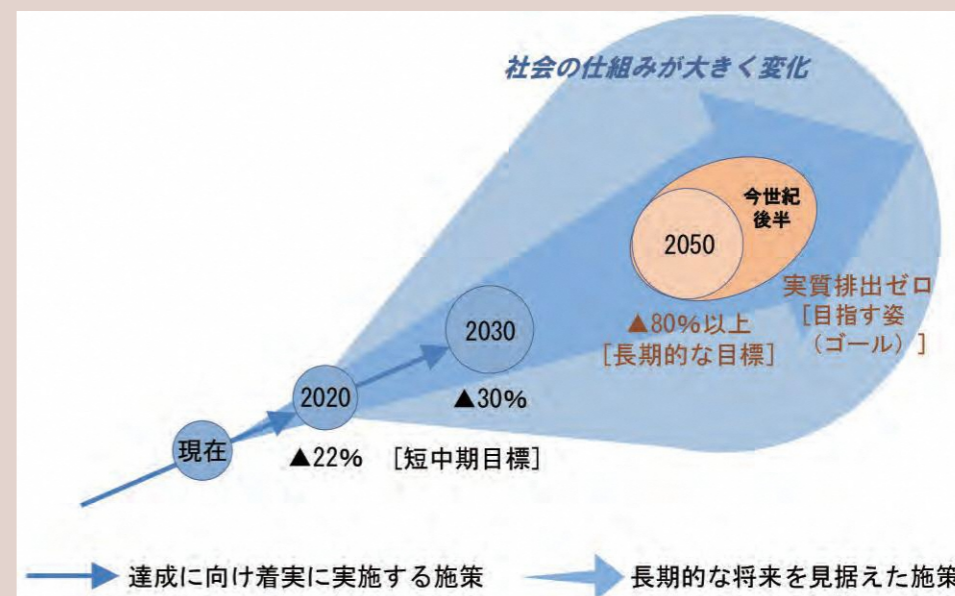 社会の仕組みが大きく変化
今世紀
後半
2050
実質排出ゼロ
[目指す姿
（ゴール）]
▲80％以上
[長期的な目標]
2030
▲30％
2020
▲22％　[短中期目標]
現在
達成に向け着実に実施する施策
長期的な将来を見据えた施策